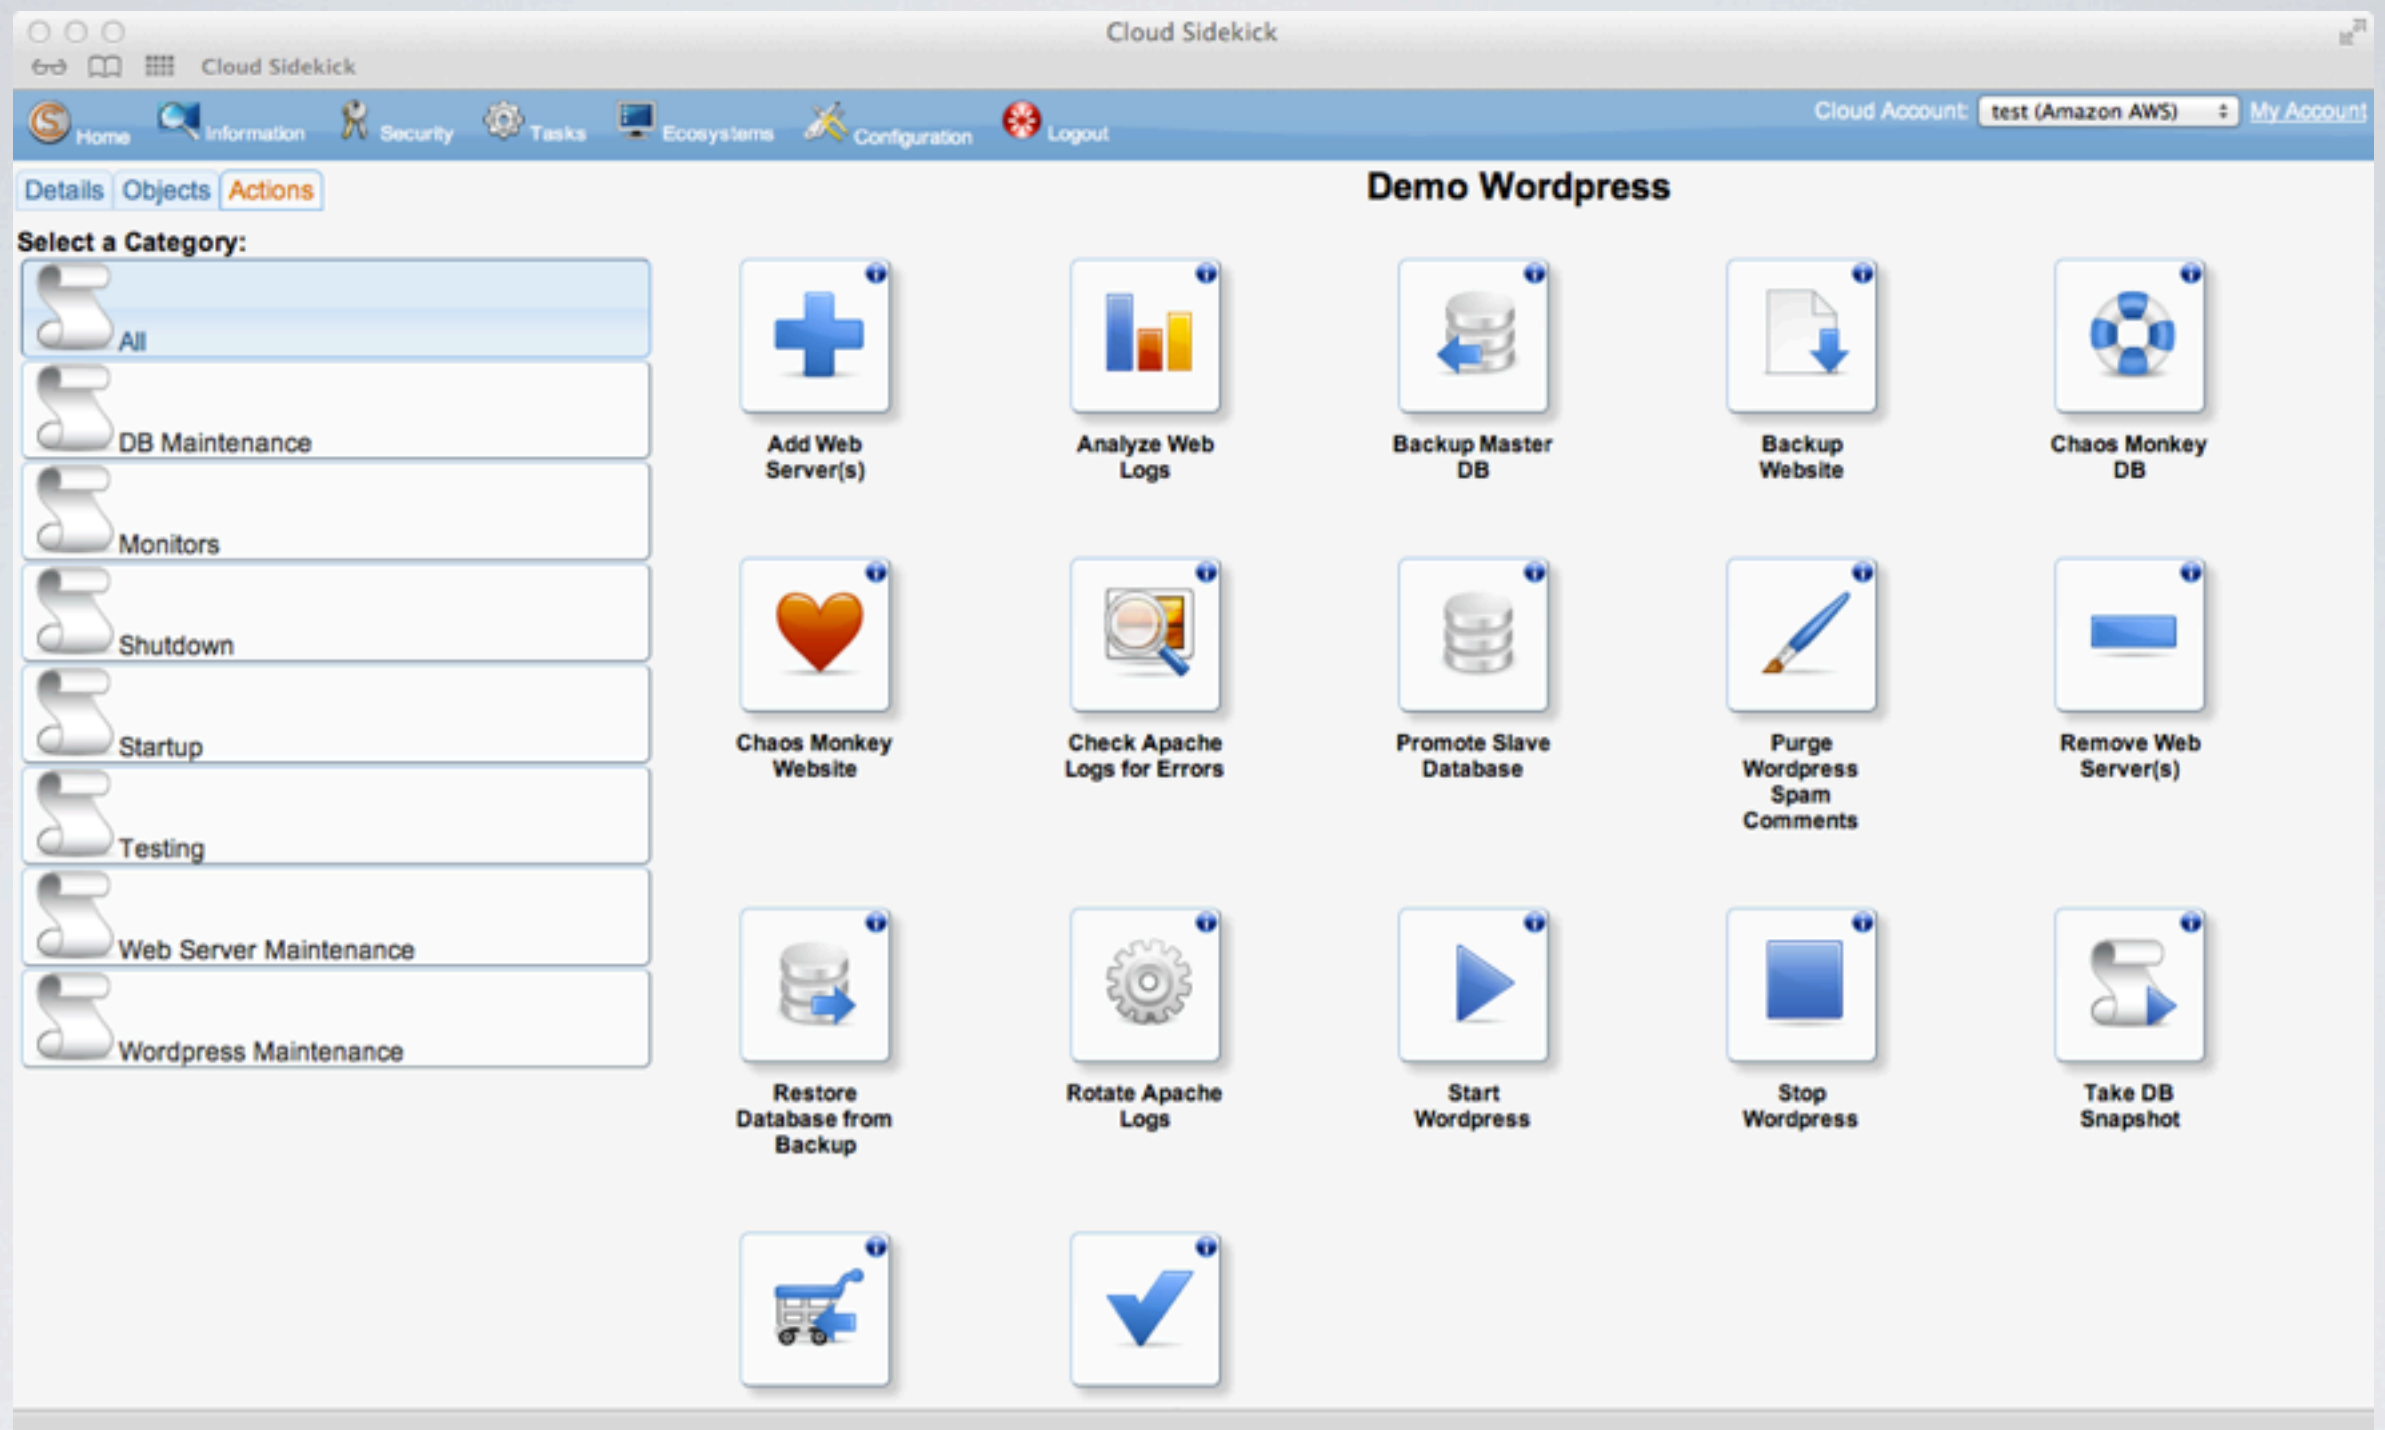 Cloud Sidekick
Cloud Sidekick
Home Information Security Tasks Ecosystems Configuration Logout Cloud Account: test (Amazon AWS) My Account
Details Objects Actions
Demo Wordpress
Select a Category:
All
DB Maintenance
Monitors
Shutdown
Startup
Testing
Web Server Maintenance
Wordpress Maintenance
Add Web
Server(s)
Analyze Web
Logs
Backup Master
DB
Backup
Website
Chaos Monkey
DB
Chaos Monkey
Website
Check Apache
Logs for Errors
Promote Slave
Database
Purge
Wordpress
Spam
Comments
Remove Web
Server(s)
Restore
Database from
Backup
Rotate Apache
Logs
Start
Wordpress
Stop
Wordpress
Take DB
Snapshot